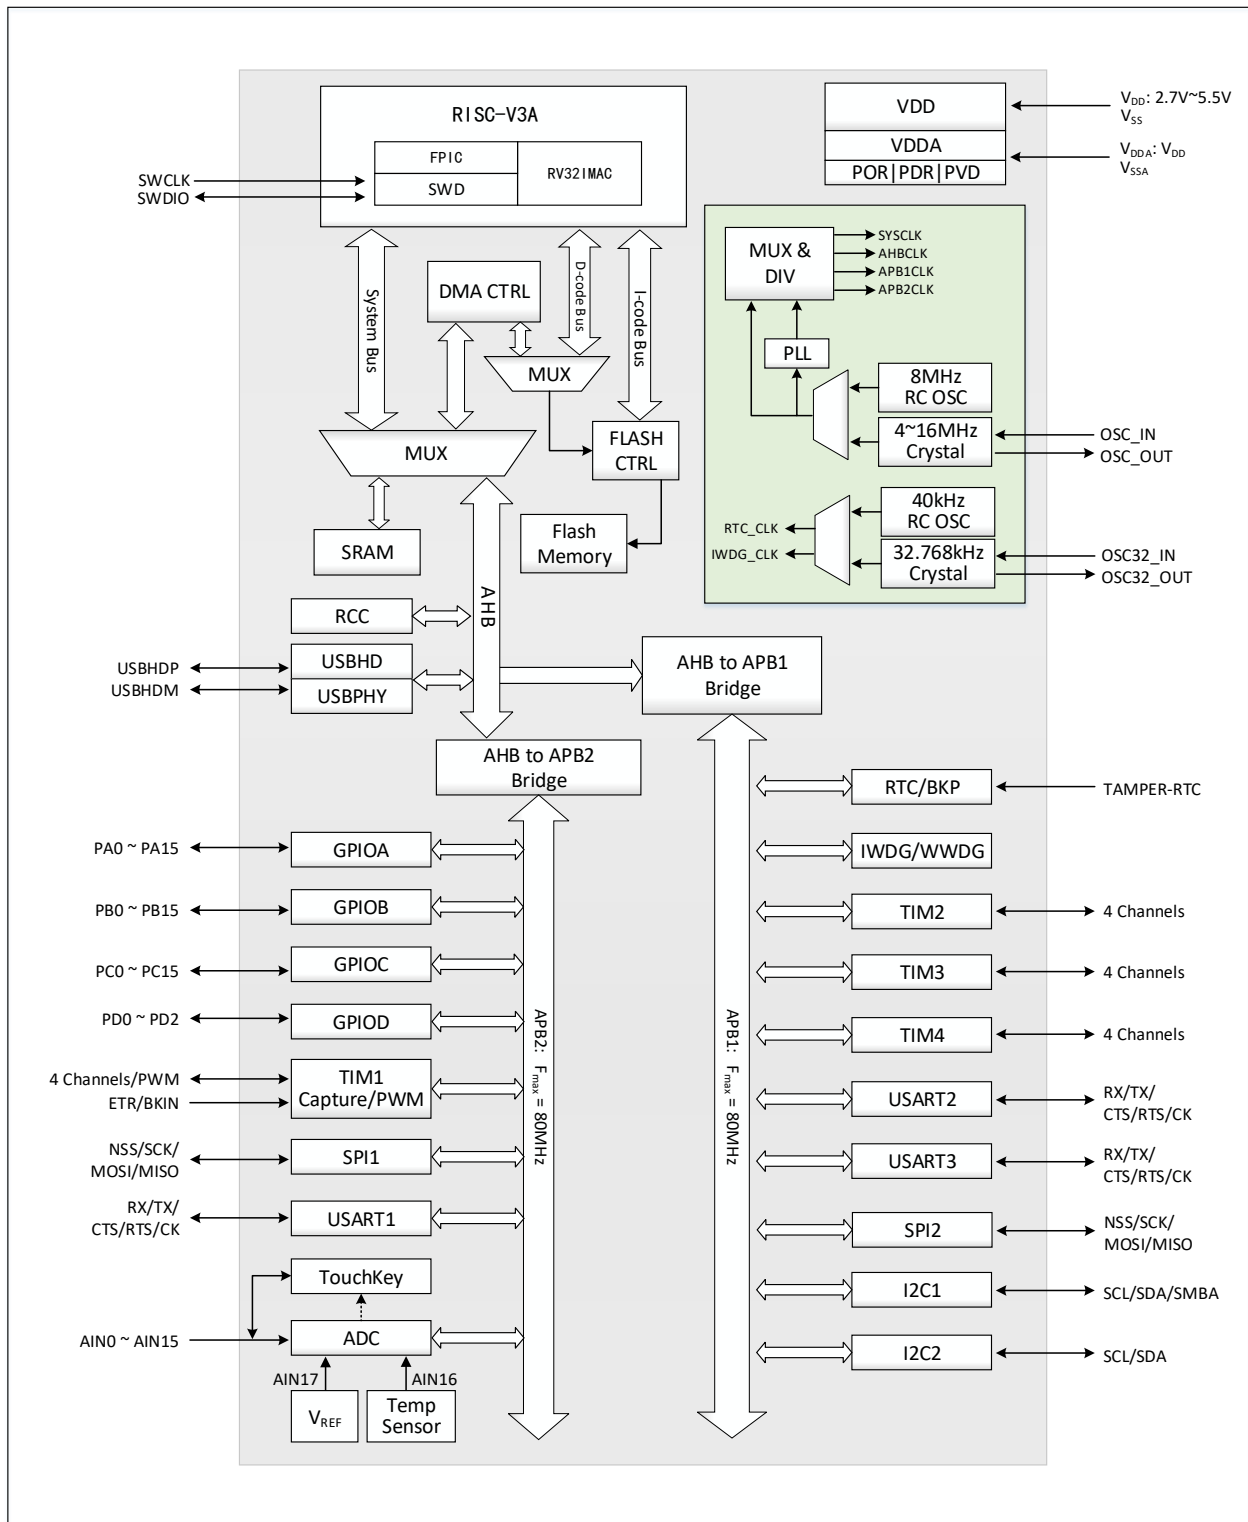 RISC-V3A
FPIC
SWD
RV32IMAC
SWCLK
SWDIO
VDD
VDDA
POR|PDR|PVD
VDD: 2.7V~5.5V
VSS
VDDA: VDD
VSSA
System Bus
DMA CTRL
D-code Bus
I-code Bus
MUX
MUX
FLASH
CTRL
SRAM
Flash
Memory
MUX &
DIV
SYSCLK
AHBCLK
APB1CLK
APB2CLK
PLL
8MHz
RC OSC
4~16MHz
Crystal
OSC_IN
OSC_OUT
40kHz
RC OSC
RTC_CLK
IWDG_CLK
32.768kHz
Crystal
OSC32_IN
OSC32_OUT
AHB
RCC
USBHDP
USBHDM
USBHD
USBPHY
AHB to APB1
Bridge
AHB to APB2
Bridge
PA0 ~ PA15
GPIOA
PB0 ~ PB15
GPIOB
PC0 ~ PC15
GPIOC
PD0 ~ PD2
GPIOD
4 Channels/PWM
ETR/BKIN
TIM1
Capture/PWM
NSS/SCK/
MOSI/MISO
SPI1
RX/TX/
CTS/RTS/CK
USART1
TouchKey
AIN0 ~ AIN15
ADC
AIN17
AIN16
VREF
Temp
Sensor
APB2: Fmax = 80MHz
APB1: Fmax = 80MHz
RTC/BKP
TAMPER-RTC
IWDG/WWDG
TIM2
4 Channels
TIM3
4 Channels
TIM4
4 Channels
USART2
RX/TX/
CTS/RTS/CK
USART3
RX/TX/
CTS/RTS/CK
SPI2
NSS/SCK/
MOSI/MISO
I2C1
SCL/SDA/SMBA
I2C2
SCL/SDA